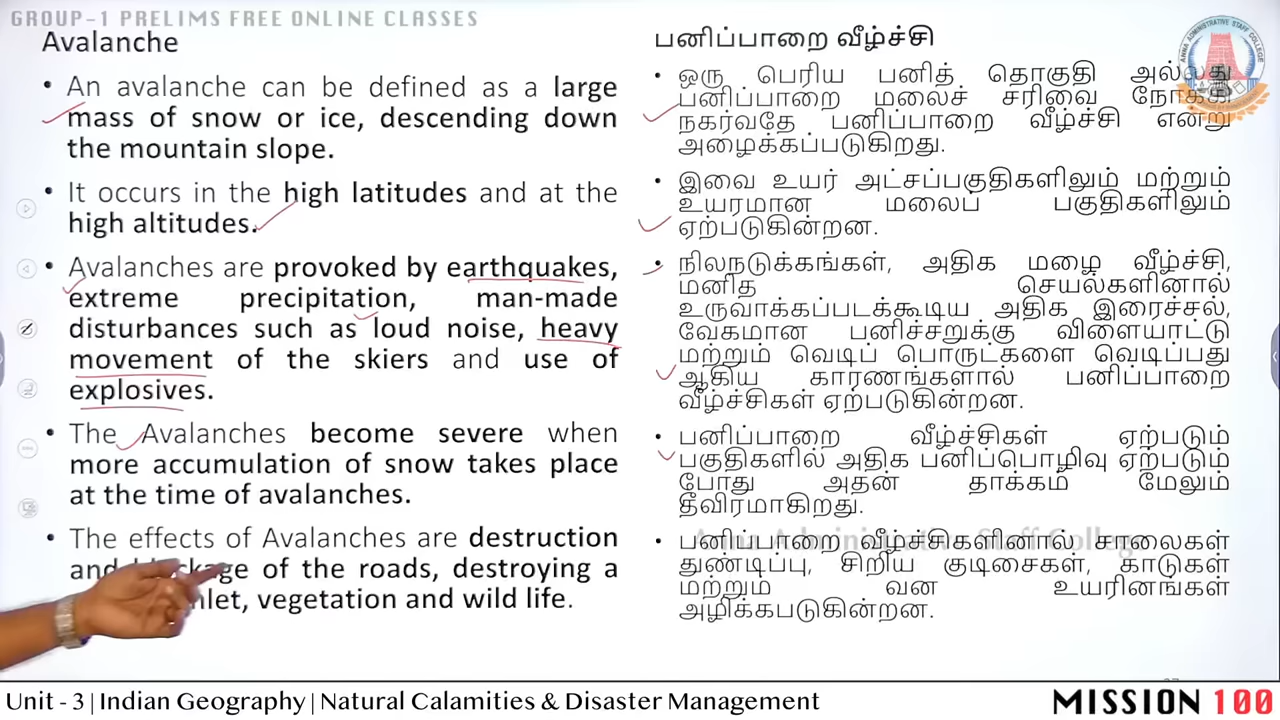 GROUP-1 PRELIMS FREE ONLINE CLASSES
Avalanche
• An avalanche can be defined as a large
mass of snow or ice, descending down
the mountain slope.
• It occurs in the high latitudes and at the
high altitudes.
• Avalanches are provoked by earthquakes,
extreme precipitation, man-made
disturbances such as loud noise, heavy
movement of the skiers and use of
explosives.
• The Avalanches become severe when
more accumulation of snow takes place
at the time of avalanches.
• The effects of Avalanches are destruction
and of the roads, destroying a
vegetation and wild life.
பனிப்பாறை வீழ்ச்சி
• ஒரு பெரிய பனித் தொகுதி அல்லது
பனிப்பாறை மலைச் சரிவை நோக்கி
நகர்வதே பனிப்பாறை வீழ்ச்சி என்று
அழைக்கப்படுகிறது.
• இவை உயர் அட்சப்பகுதிகளிலும் மற்றும்
உயரமான மலைப் பகுதிகளிலும்
ஏற்படுகின்றன.
• நிலநடுக்கங்கள், அதிக மழை வீழ்ச்சி,
மனித செயல்களினால்
உருவாக்கப்படக்கூடிய அதிக இரைச்சல்,
வேகமான பனிச்சறுக்கு விளையாட்டு
மற்றும் வெடிப் பொருட்களை வெடிப்பது
ஆகிய காரணங்களால் பனிப்பாறை
வீழ்ச்சிகள் ஏற்படுகின்றன.
• பனிப்பாறை வீழ்ச்சிகள் ஏற்படும்
பகுதிகளில் அதிக பனிப்பொழிவு ஏற்படும்
போது அதன் தாக்கம் மேலும்
தீவிரமாகிறது.
• பனிப்பாறை வீழ்ச்சிகளினால் சாலைகள்
துண்டிப்பு, சிறிய குடிசைகள், காடுகள்
மற்றும் வன உயரினங்கள்
அழிக்கபடுகின்றன.
Unit - 3 | Indian Geography | Natural Calamities & Disaster Management
MISSION 100